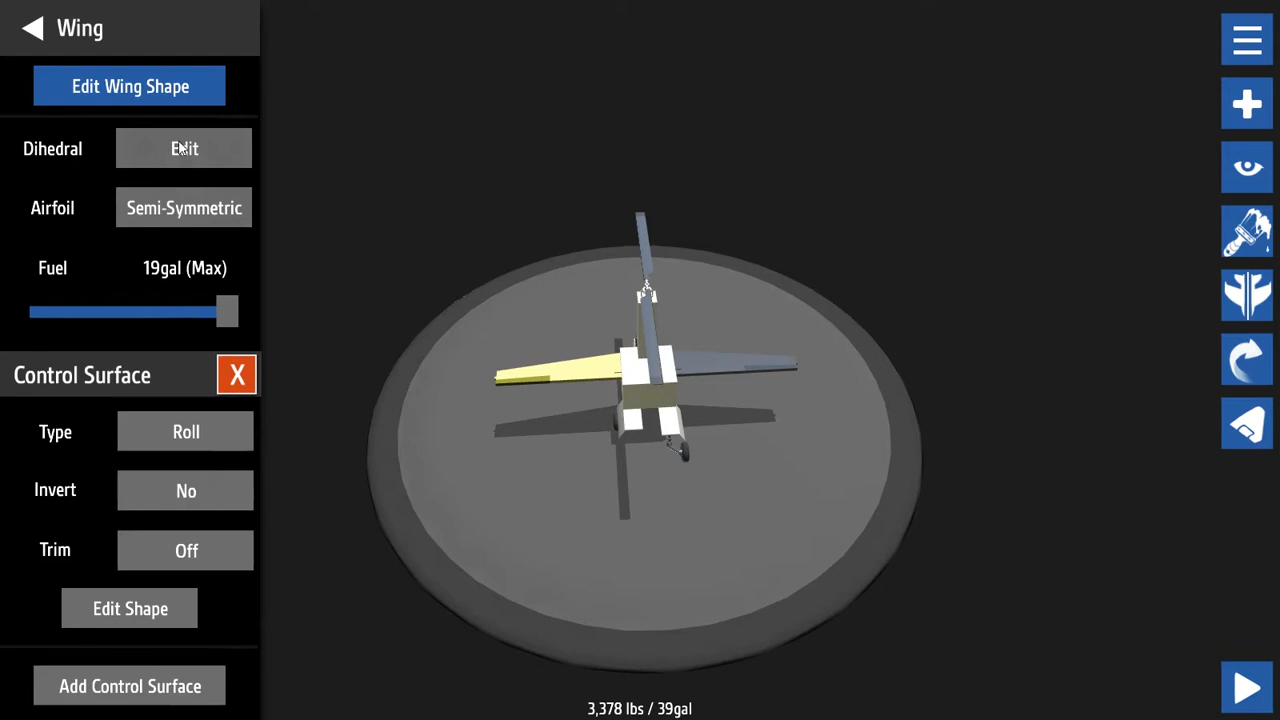 Wing
Edit Wing Shape
Dihedral Edit
Airfoil Semi-Symmetric
Fuel 19gal (Max)
Control Surface X
Type Roll
Invert No
Trim Off
Edit Shape
Add Control Surface
3,378 lbs / 39gal